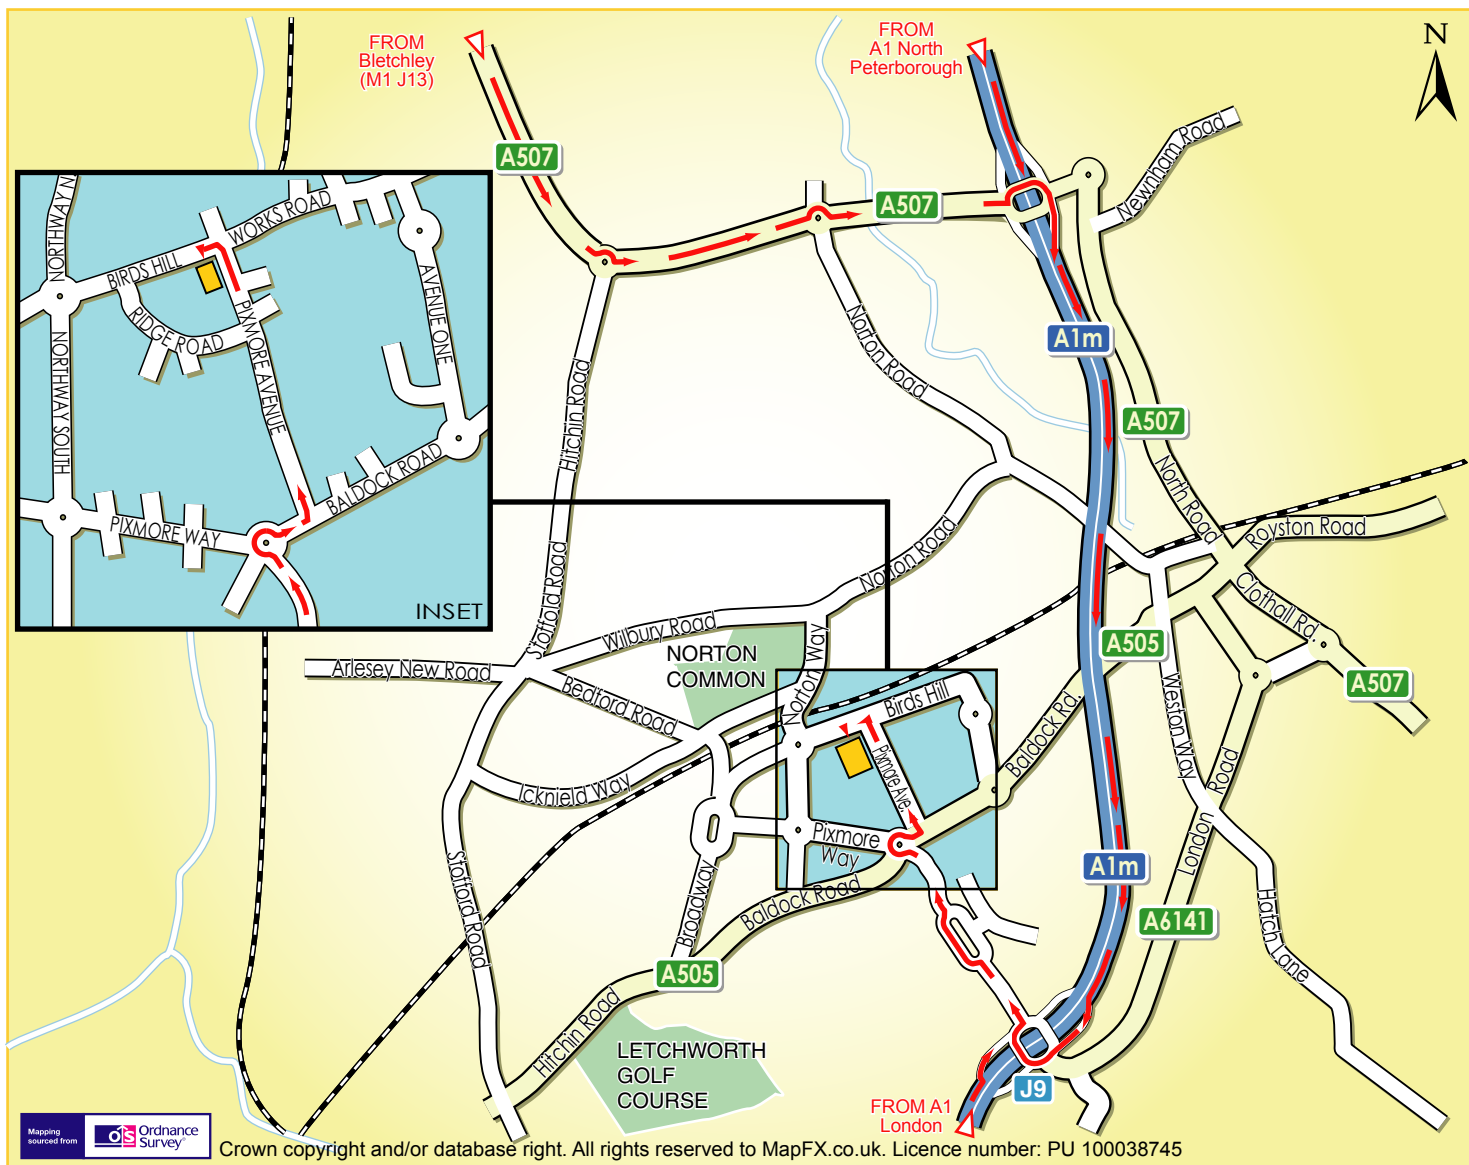 FROM
Bletchley
(M1 J13)
FROM
A1 North
Peterborough
N
A507
A507
Newnham Road
NORTHWAY N
WORKS ROAD
BIRDS HILL
RIDGE ROAD
AVENUE ONE
PIXMORE AVENUE
NORTHWAY SOUTH
BALDOCK ROAD
PIXMORE WAY
INSET
A1m
Norton Road
Hitchin Road
A507
North Road
Royston Road
Norton Road
Stotfold Road
Clothall Rd.
Wilbury Road
NORTON
COMMON
Norton Way
A505
Arlesey New Road
Bedford Road
A507
Birds Hill
Baldock Rd.
Weston Way
Icknield Way
Pixmore Ave.
London Road
Pixmore
Way
Stotford Road
Broadway
Baldock Road
A1m
A6141
Hatch Lane
A505
Hitchin Road
LETCHWORTH
GOLF
COURSE
J9
FROM A1
London
Mapping
sourced from
os Ordnance
Survey®
Crown copyright and/or database right. All rights reserved to MapFX.co.uk. Licence number: PU 100038745